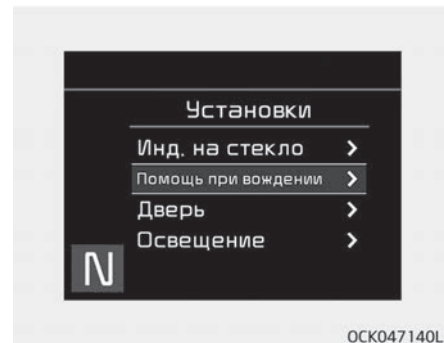 Установки
Инд. на стекло >
Помощь при вождении >
Дверь >
Освещение >
N
OCK047140L